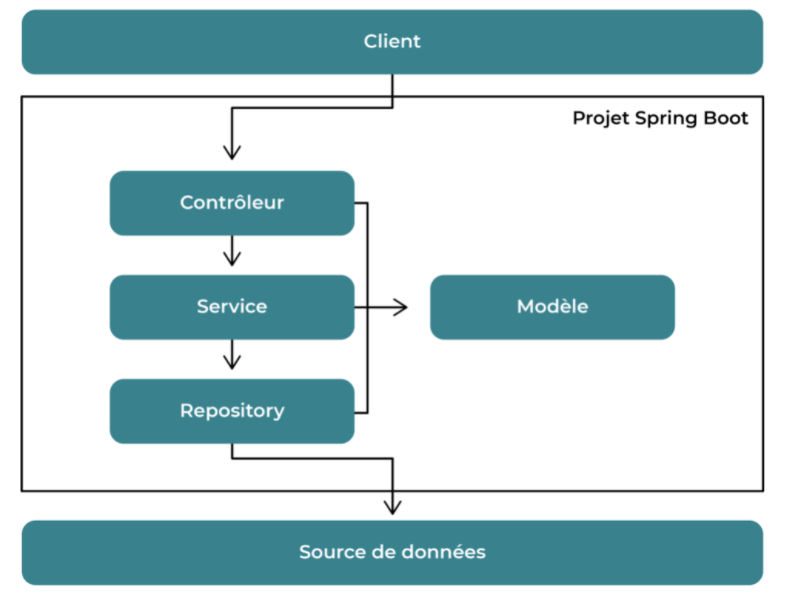 Client
Projet Spring Boot
Contrôleur
Service
Modèle
Repository
Source de données